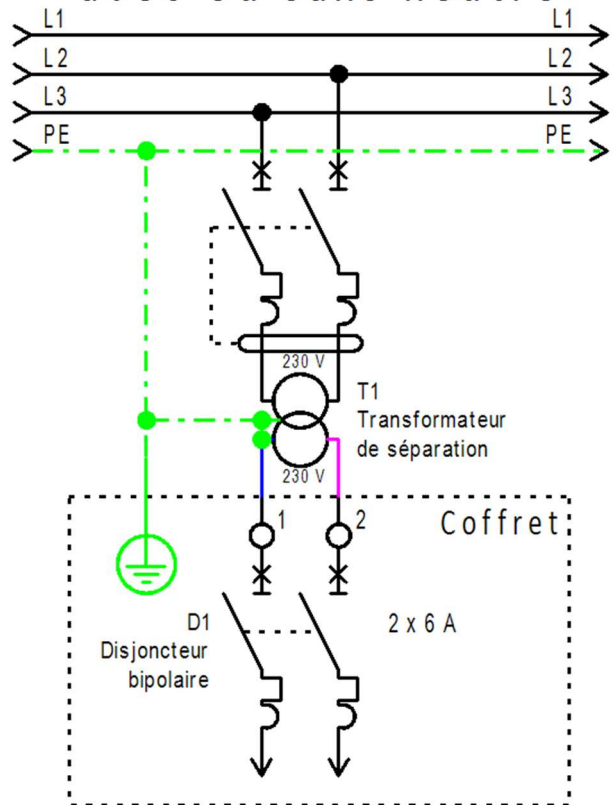 L1 L1
L2 L2
L3 L3
PE PE
230 V
T1
Transformateur
de séparation
230 V
1 2
Coffret
D1
Disjoncteur
bipolaire
2 x 6 A